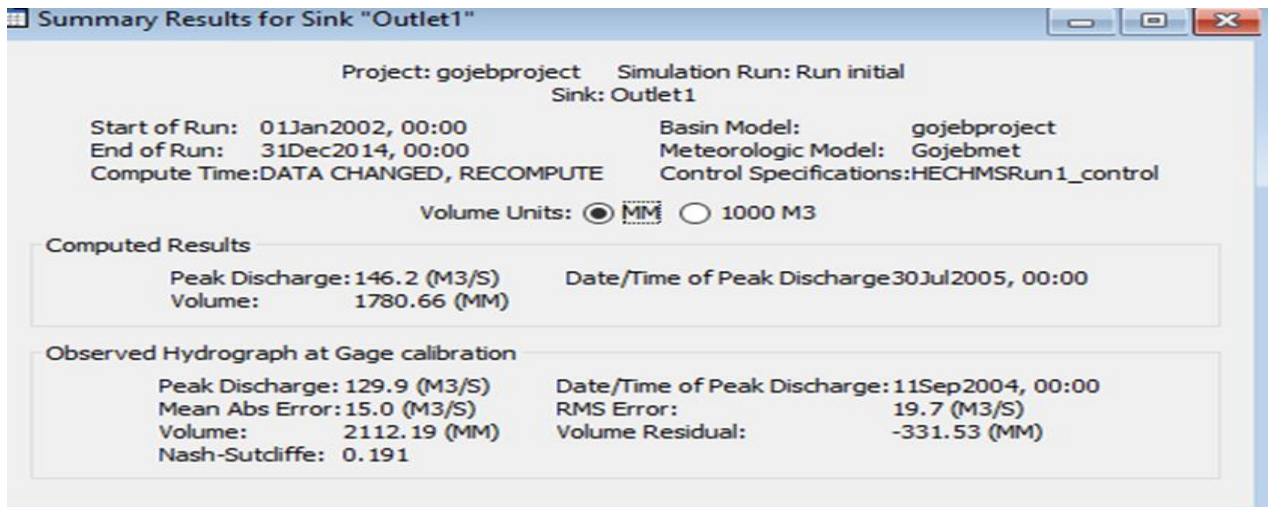 Summary Results for Sink "Outlet1"
Project: gojebproject Simulation Run: Run initial
Sink: Outlet1
Start of Run: 01Jan2002, 00:00 Basin Model: gojebproject
End of Run: 31Dec2014, 00:00 Meteorologic Model: Gojebmet
Compute Time:DATA CHANGED, RECOMPUTE Control Specifications:HECHMSRun1_control
Volume Units: MM 1000 M3
Computed Results
Peak Discharge:146.2 (M3/S) Date/Time of Peak Discharge30Jul2005, 00:00
Volume: 1780.66 (MM)
Observed Hydrograph at Gage calibration
Peak Discharge:129.9 (M3/S) Date/Time of Peak Discharge:11Sep2004, 00:00
Mean Abs Error:15.0 (M3/S) RMS Error: 19.7 (M3/S)
Volume: 2112.19 (MM) Volume Residual: -331.53 (MM)
Nash-Sutcliffe: 0.191